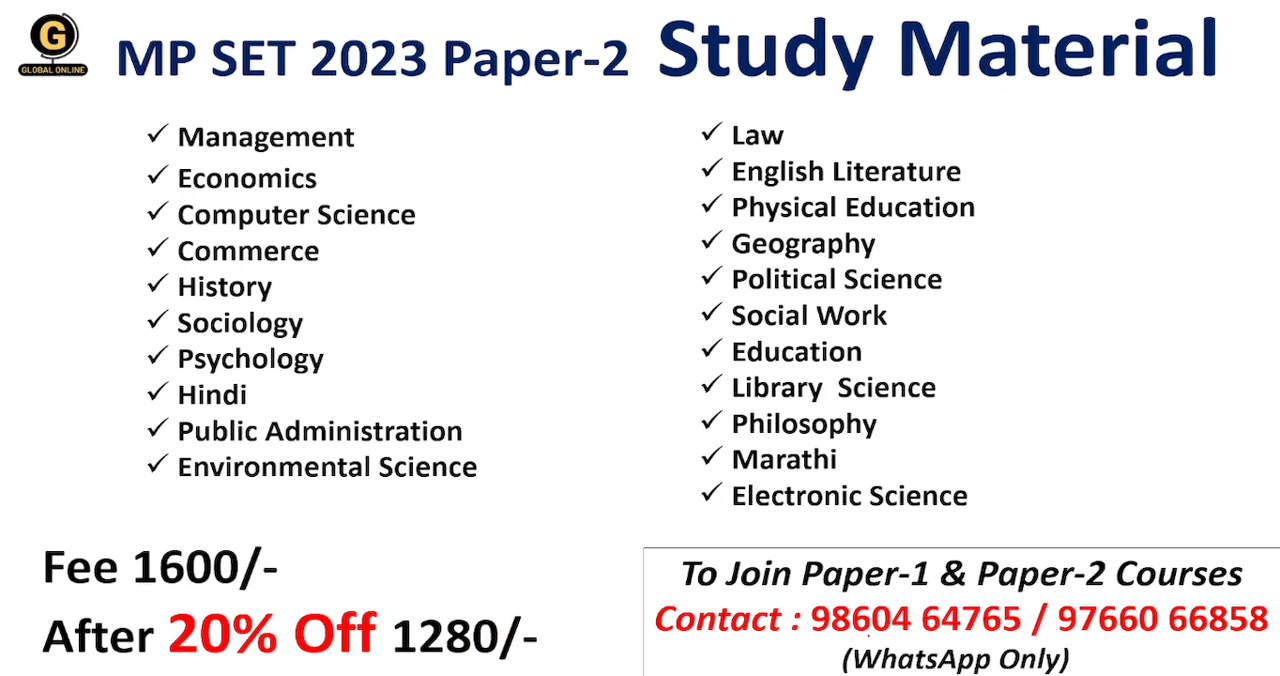 G
GLOBAL ONLINE
MP SET 2023 Paper-2 Study Material
✓ Management
✓ Economics
✓ Computer Science
✓ Commerce
✓ History
✓ Sociology
✓ Psychology
✓ Hindi
✓ Public Administration
✓ Environmental Science
✓ Law
✓ English Literature
✓ Physical Education
✓ Geography
✓ Political Science
✓ Social Work
✓ Education
✓ Library Science
✓ Philosophy
✓ Marathi
✓ Electronic Science
Fee 1600/-
After 20% Off 1280/-
To Join Paper-1 & Paper-2 Courses
Contact : 98604 64765 / 97660 66858
(WhatsApp Only)